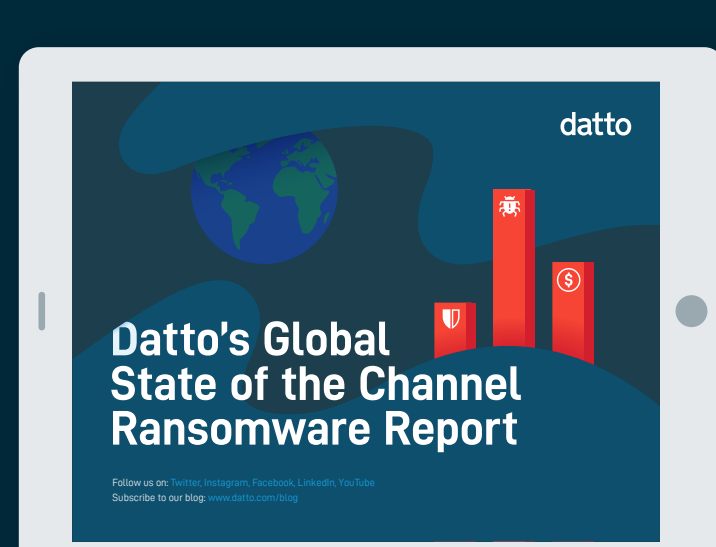 datto
Datto's Global
State of the Channel
Ransomware Report
Follow us on: Twitter, Instagram, Facebook, LinkedIn, YouTube
Subscribe to our blog: www.datto.com/blog